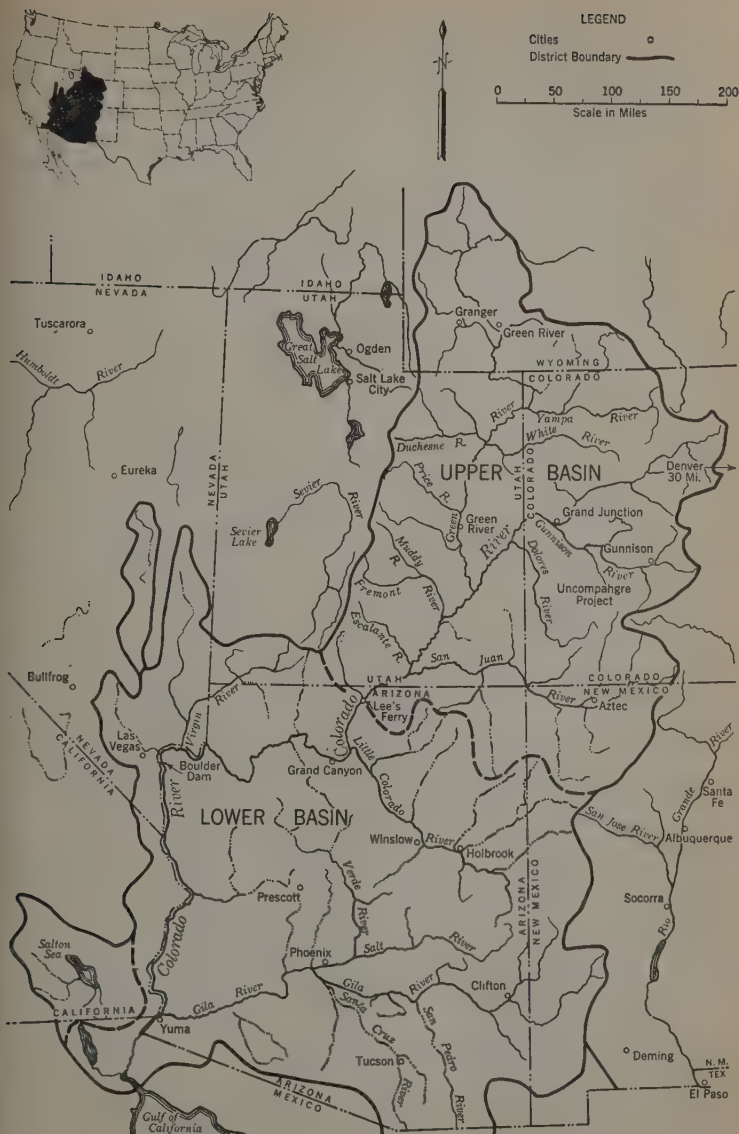 LEGEND
Cities
District Boundary
0 50 100 150 200
Scale in Miles
N
IDAHO
NEVADA
IDAHO
UTAH
Tuscarora
Humboldt River
Great Salt Lake
Ogden
Salt Lake City
Granger
Green River
WYOMING
COLORADO
River
Yampa River
White River
Duchesne R.
Price R.
UPPER BASIN
UTAH
COLORADO
Denver
30 Mi.
Eureka
NEVADA
UTAH
Sevier River
Sevier Lake
Green
Green River
River
Grand Junction
Gunnison River
Gunnison
Muddy R.
Dolores River
Uncompahgre Project
Fremont River
Escalante R.
San Juan River
Bullfrog
UTAH
ARIZONA
COLORADO
NEW MEXICO
Lee's Ferry
Aztec
Virgin River
Las Vegas
NEVADA
CALIFORNIA
Boulder Dam
River
Colorado
Grand Canyon
Little Colorado River
River
Santa Fe
Grande
Albuquerque
LOWER BASIN
San Jose River
Winslow
Holbrook
Verde River
Prescott
ARIZONA
NEW MEXICO
Socorra
Rio
Colorado
Salton Sea
Phoenix
Salt River
Gila River
Clifton
CALIFORNIA
Gila River
Yuma
Santa Cruz River
San Pedro River
Tucson
Deming
N. M.
TEX
El Paso
ARIZONA
MEXICO
Gulf of California